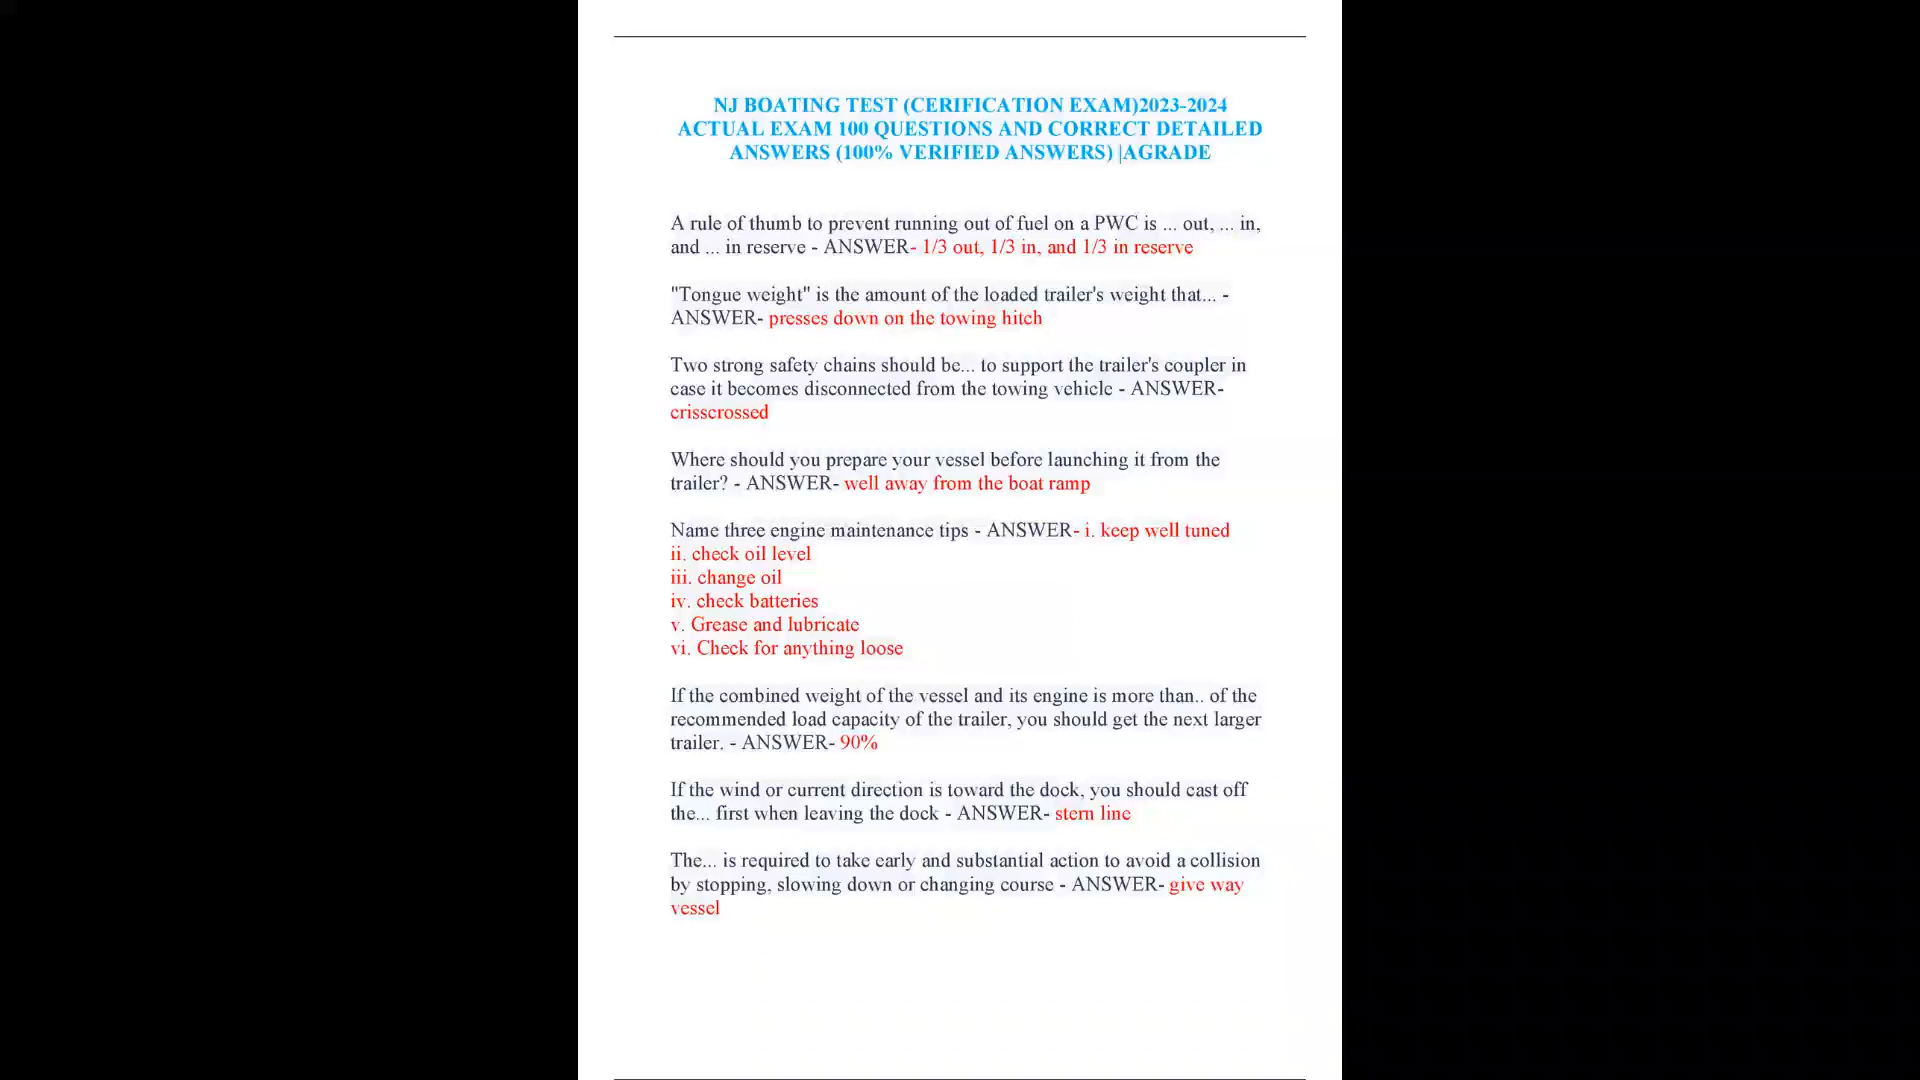 NJ BOATING TEST (CERIFICATION EXAM)2023-2024
ACTUAL EXAM 100 QUESTIONS AND CORRECT DETAILED
ANSWERS (100% VERIFIED ANSWERS) |AGRADE
A rule of thumb to prevent running out of fuel on a PWC is ... out, ... in,
and ... in reserve - ANSWER- 1/3 out, 1/3 in, and 1/3 in reserve
"Tongue weight" is the amount of the loaded trailer's weight that... -
ANSWER- presses down on the towing hitch
Two strong safety chains should be... to support the trailer's coupler in
case it becomes disconnected from the towing vehicle - ANSWER-
crisscrossed
Where should you prepare your vessel before launching it from the
trailer? - ANSWER- well away from the boat ramp
Name three engine maintenance tips - ANSWER- i. keep well tuned
ii. check oil level
iii. change oil
iv. check batteries
v. Grease and lubricate
vi. Check for anything loose
If the combined weight of the vessel and its engine is more than.. of the
recommended load capacity of the trailer, you should get the next larger
trailer. - ANSWER- 90%
If the wind or current direction is toward the dock, you should cast off
the... first when leaving the dock - ANSWER- stern line
The... is required to take early and substantial action to avoid a collision
by stopping, slowing down or changing course - ANSWER- give way
vessel